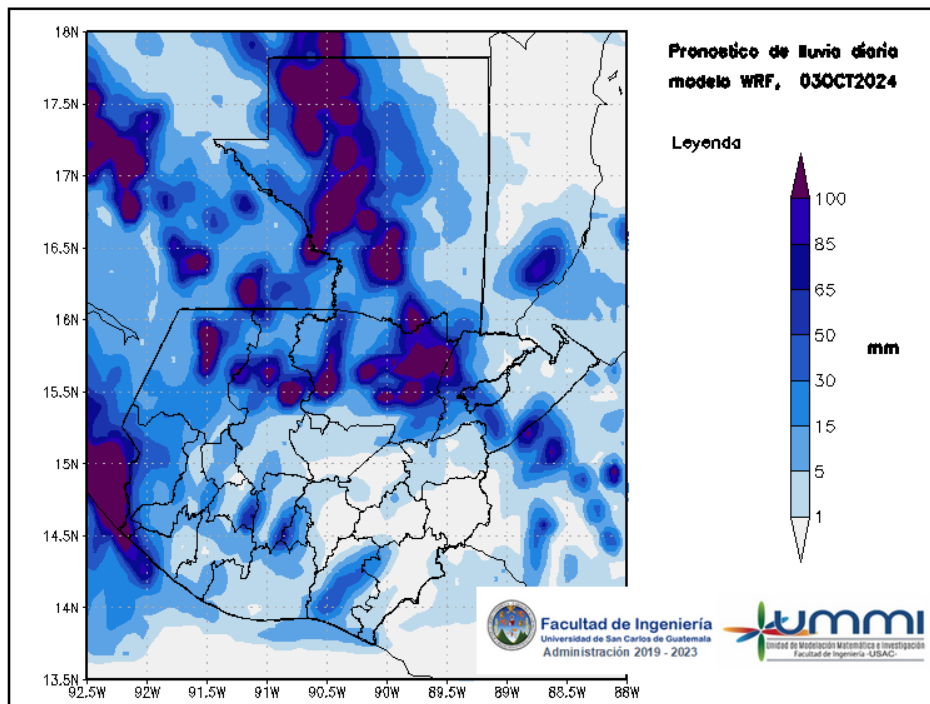 Pronostico de lluvia diaria
modelo WRF, 03OCT2024
Leyenda
100
85
65
50
30
15
5
1
mm
18N
17.5N
17N
16.5N
16N
15.5N
15N
14.5N
14N
13.5N
92.5W
92W
91.5W
91W
90.5W
90W
89.5W
89W
88.5W
88W
Facultad de Ingeniería
Universidad de San Carlos de Guatemala
Administración 2019 - 2023
ummi
Unidad de Modelación Matemática e Investigación
Facultad de Ingeniería -USAC-